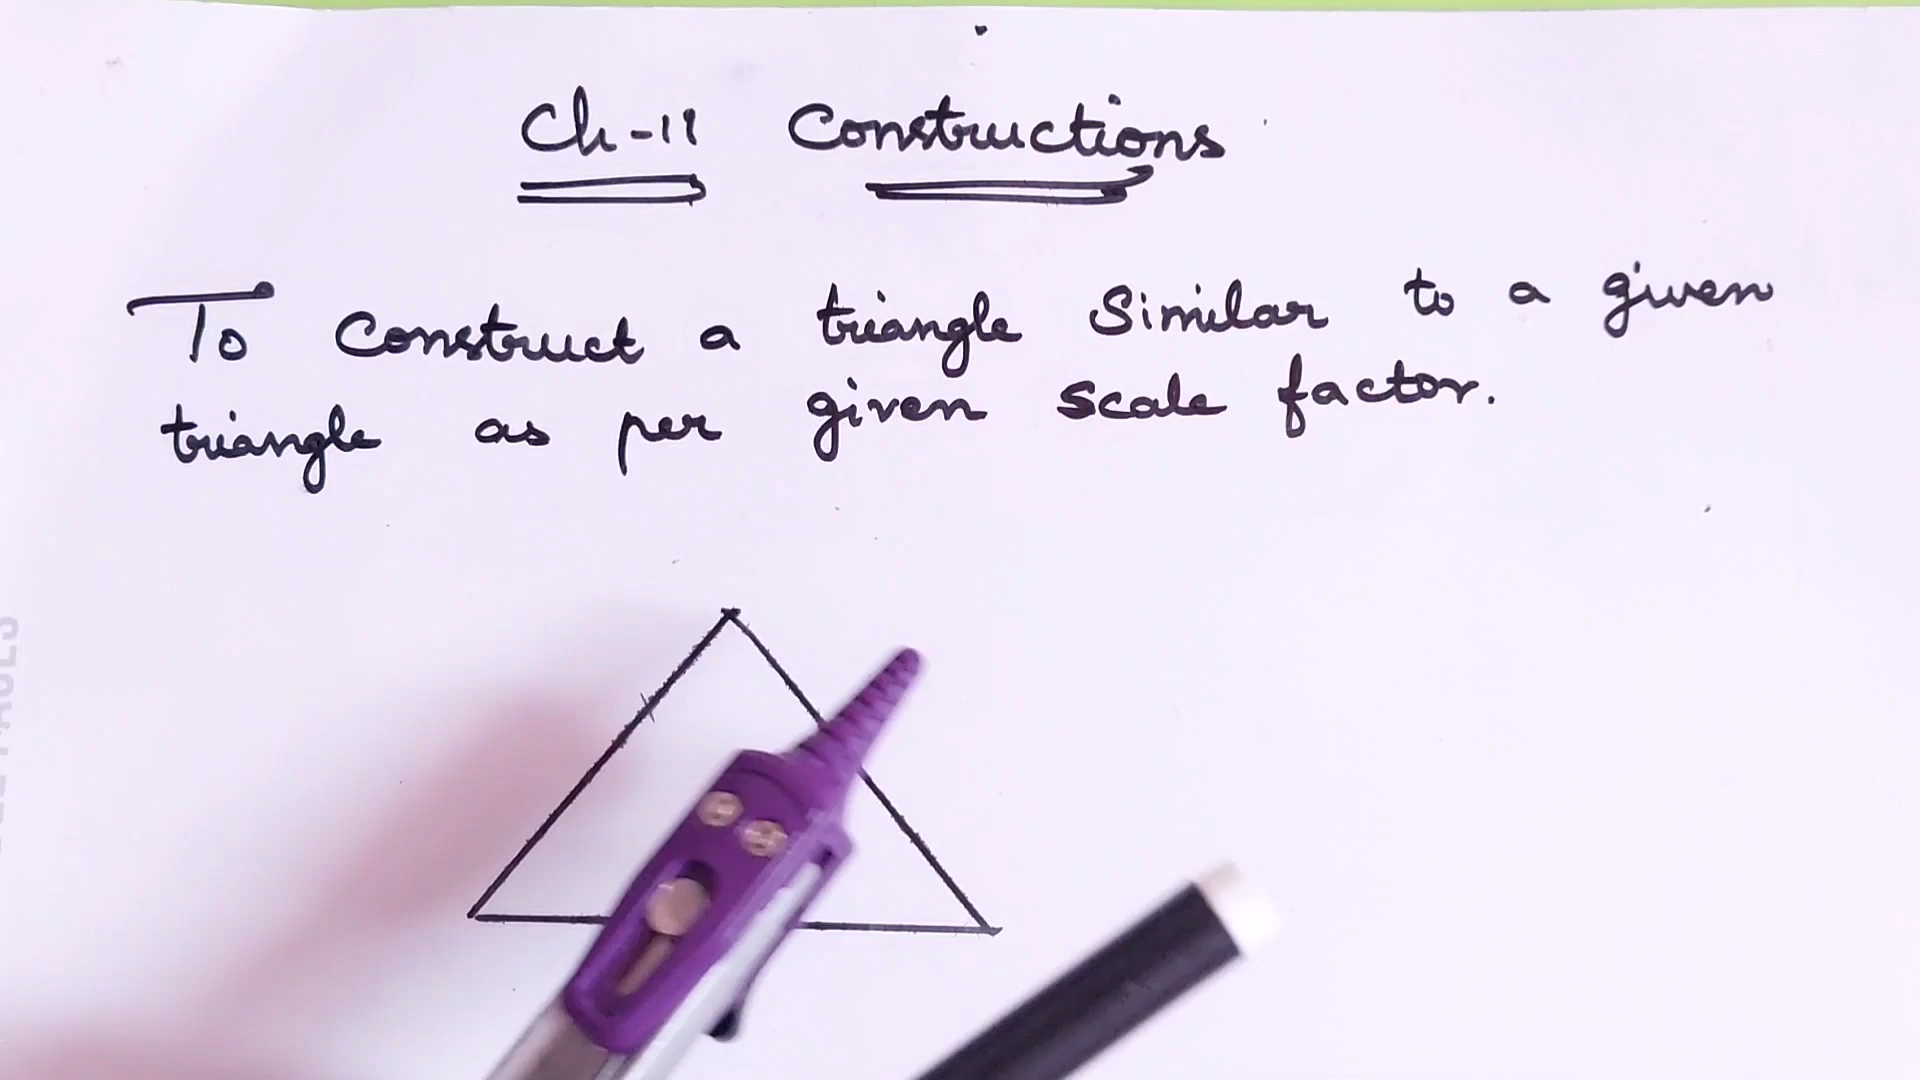 Ch-11 Constructions
To Construct a triangle Similar to a given
triangle as per given scale factor.